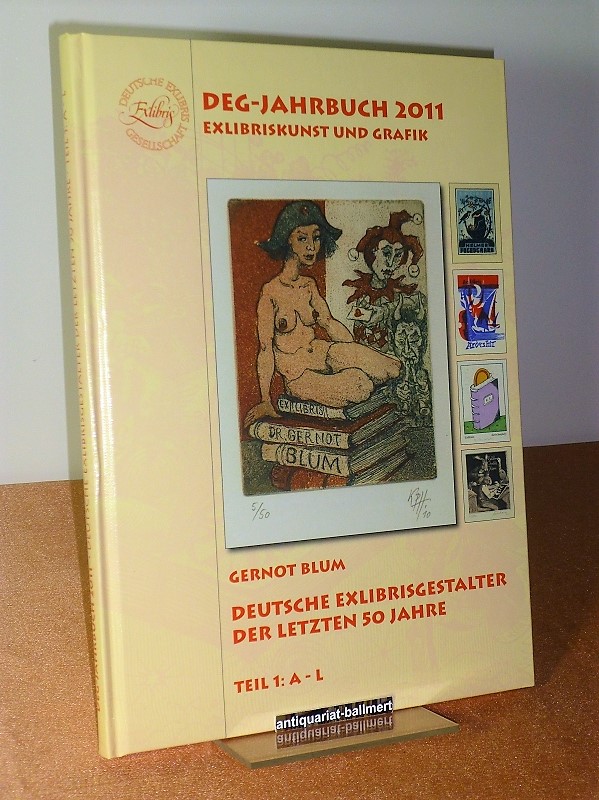 DEUTSCHE EXLIBRIS
Exlibris
GESELLSCHAFT
DEG-JAHRBUCH 2011
EXLIBRISKUNST UND GRAFIK
EXLIBRIS
DR. GERNOT
BLUM
5/50
GERNOT BLUM
DEUTSCHE EXLIBRISGESTALTER
DER LETZTEN 50 JAHRE
TEIL 1: A - L
antiquariat-ballmert